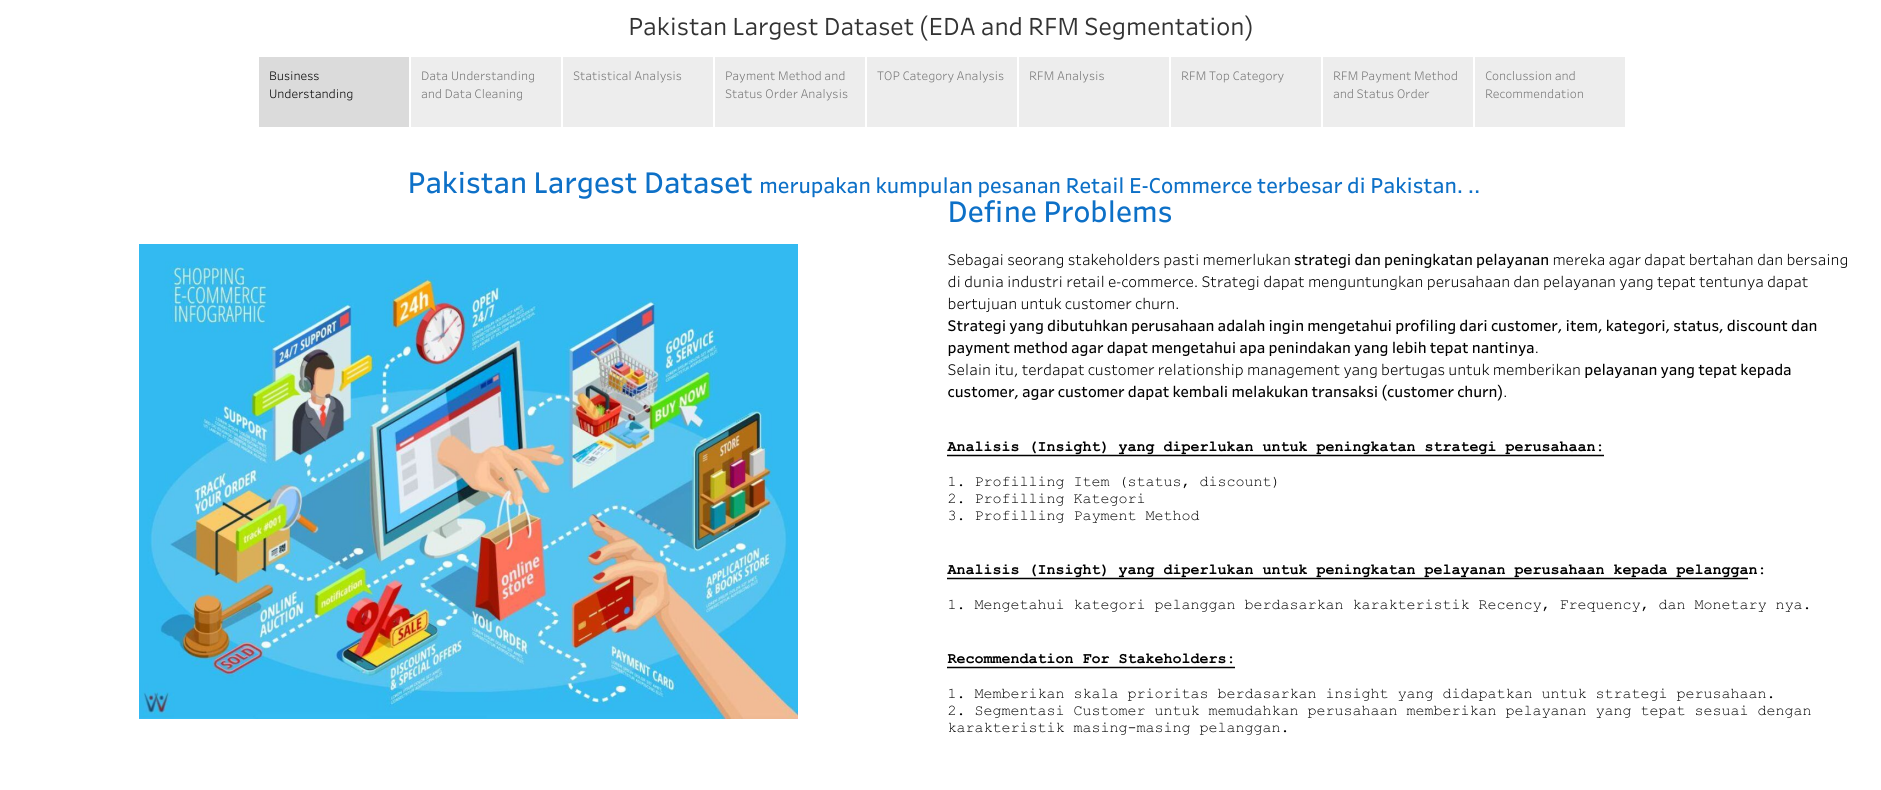 Pakistan Largest Dataset (EDA and RFM Segmentation)
Business
Understanding
Data Understanding
and Data Cleaning
Statistical Analysis
Payment Method and
Status Order Analysis
TOP Category Analysis
RFM Analysis
RFM Top Category
RFM Payment Method
and Status Order
Conclussion and
Recommendation
Pakistan Largest Dataset merupakan kumpulan pesanan Retail E-Commerce terbesar di Pakistan. ..
SHOPPING
E-COMMERCE
INFOGRAPHIC
24/7 SUPPORT
24h
OPEN
24/7
GOOD
& SERVICE
BUY NOW
SUPPORT
STORE
TRACK
YOUR ORDER
track #001
online
store
APPLICATION
& BOOKS STORE
notification
ONLINE
AUCTION
%
SALE
SOLD
YOU ORDER
DISCOUNTS
& SPECIAL OFFERS
PAYMENT CARD
W
Define Problems
Sebagai seorang stakeholders pasti memerlukan strategi dan peningkatan pelayanan mereka agar dapat bertahan dan bersaing
di dunia industri retail e-commerce. Strategi dapat menguntungkan perusahaan dan pelayanan yang tepat tentunya dapat
bertujuan untuk customer churn.
Strategi yang dibutuhkan perusahaan adalah ingin mengetahui profiling dari customer, item, kategori, status, discount dan
payment method agar dapat mengetahui apa penindakan yang lebih tepat nantinya.
Selain itu, terdapat customer relationship management yang bertugas untuk memberikan pelayanan yang tepat kepada
customer, agar customer dapat kembali melakukan transaksi (customer churn).
Analisis (Insight) yang diperlukan untuk peningkatan strategi perusahaan:
1. Profilling Item (status, discount)
2. Profilling Kategori
3. Profilling Payment Method
Analisis (Insight) yang diperlukan untuk peningkatan pelayanan perusahaan kepada pelanggan:
1. Mengetahui kategori pelanggan berdasarkan karakteristik Recency, Frequency, dan Monetary nya.
Recommendation For Stakeholders:
1. Memberikan skala prioritas berdasarkan insight yang didapatkan untuk strategi perusahaan.
2. Segmentasi Customer untuk memudahkan perusahaan memberikan pelayanan yang tepat sesuai dengan
karakteristik masing-masing pelanggan.